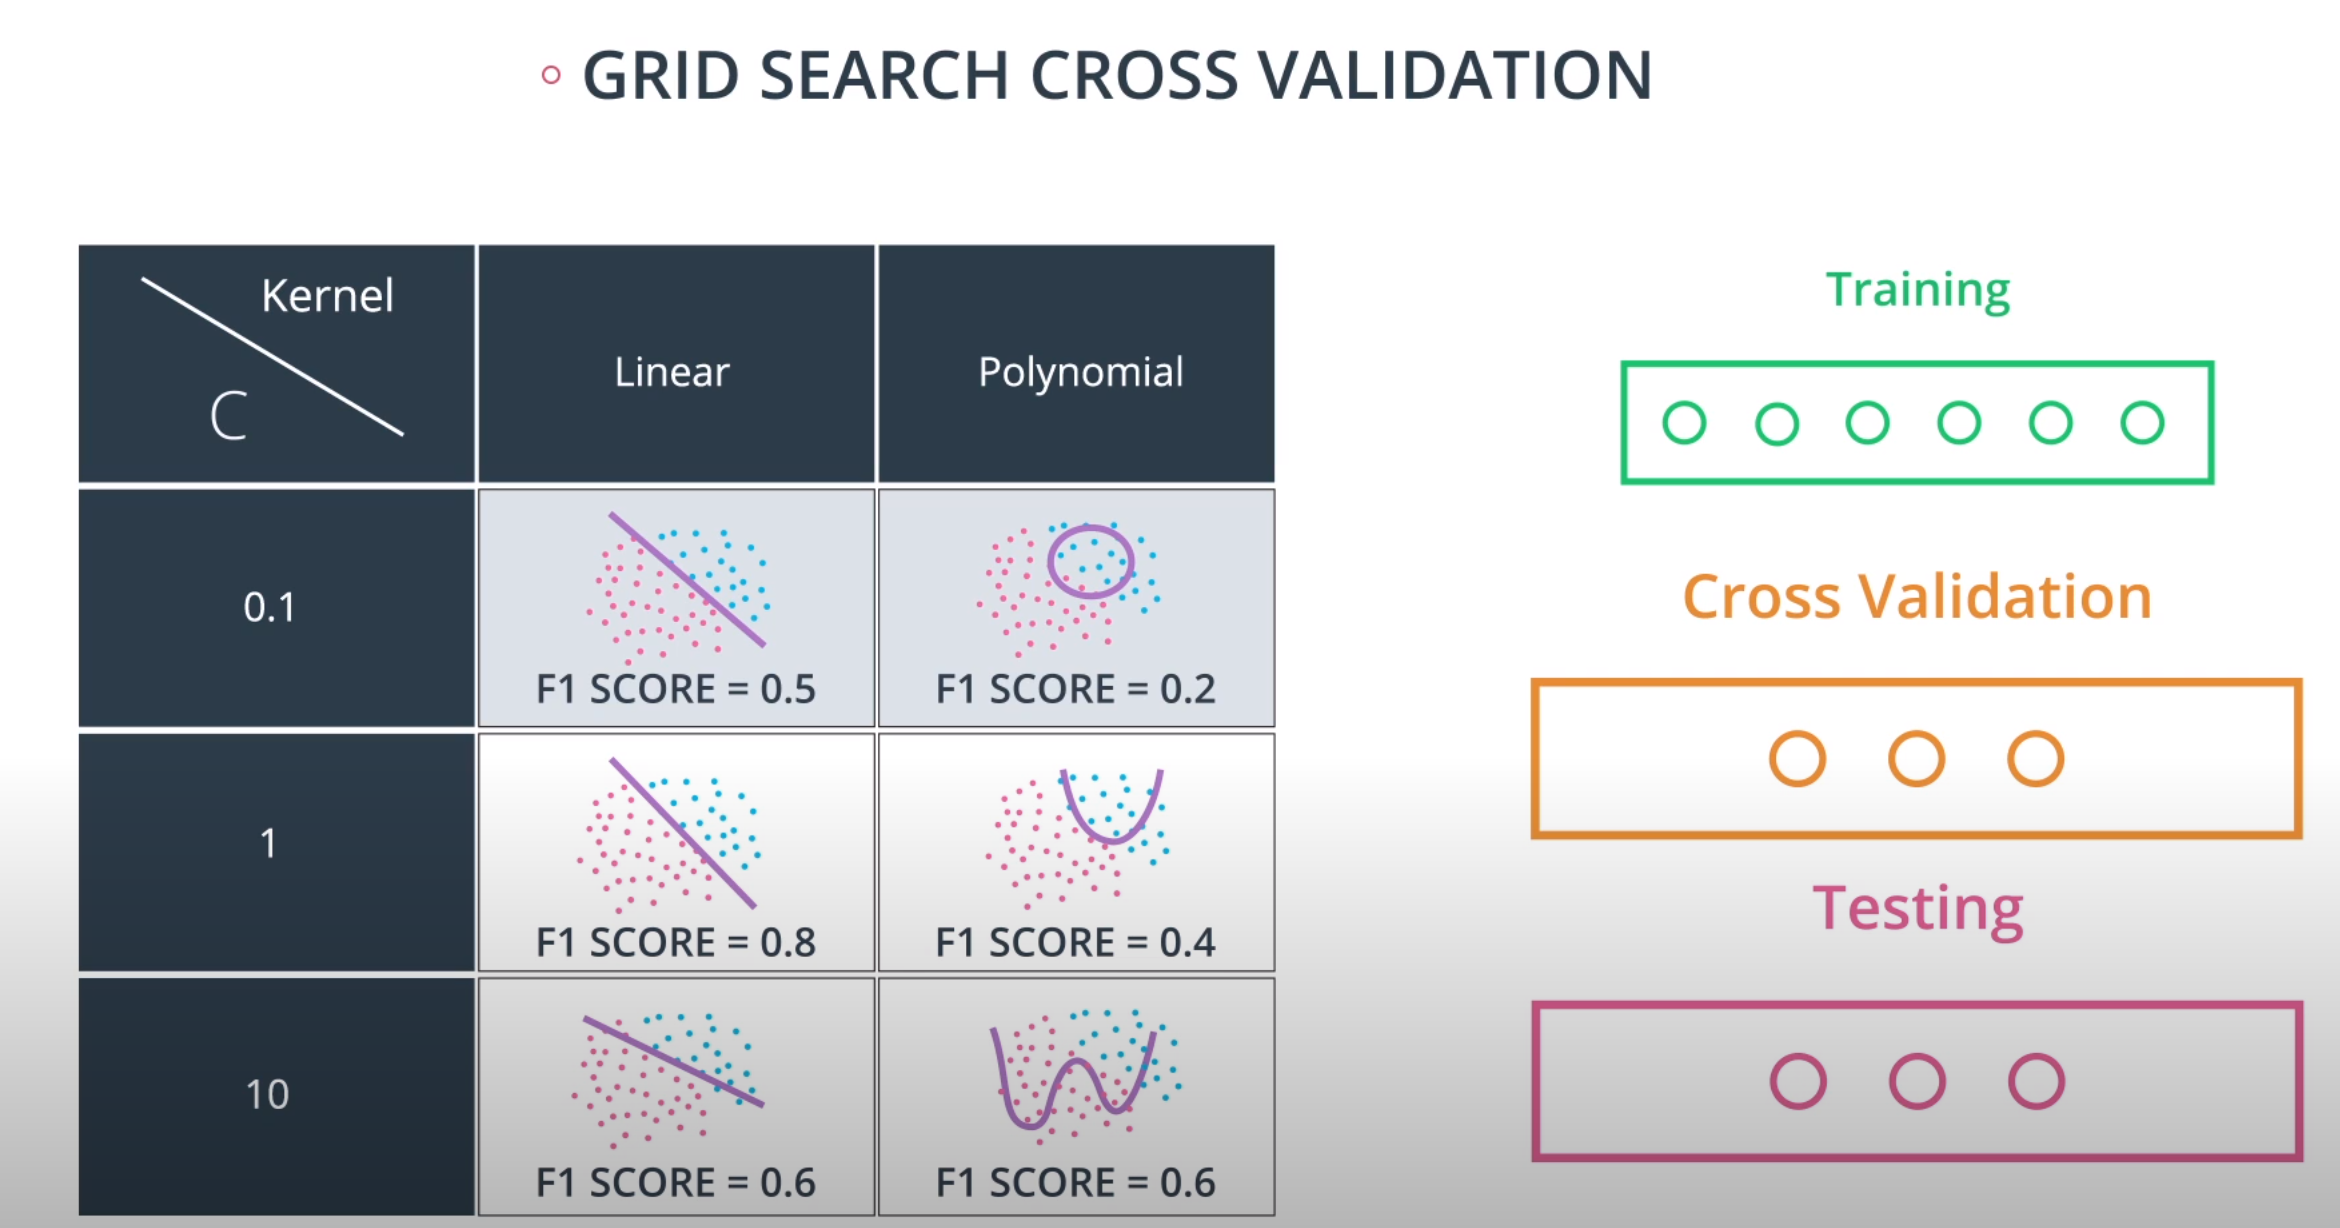 GRID SEARCH CROSS VALIDATION
Kernel
C
Linear
Polynomial
0.1
F1 SCORE = 0.5
F1 SCORE = 0.2
1
F1 SCORE = 0.8
F1 SCORE = 0.4
10
F1 SCORE = 0.6
F1 SCORE = 0.6
Training
Cross Validation
Testing